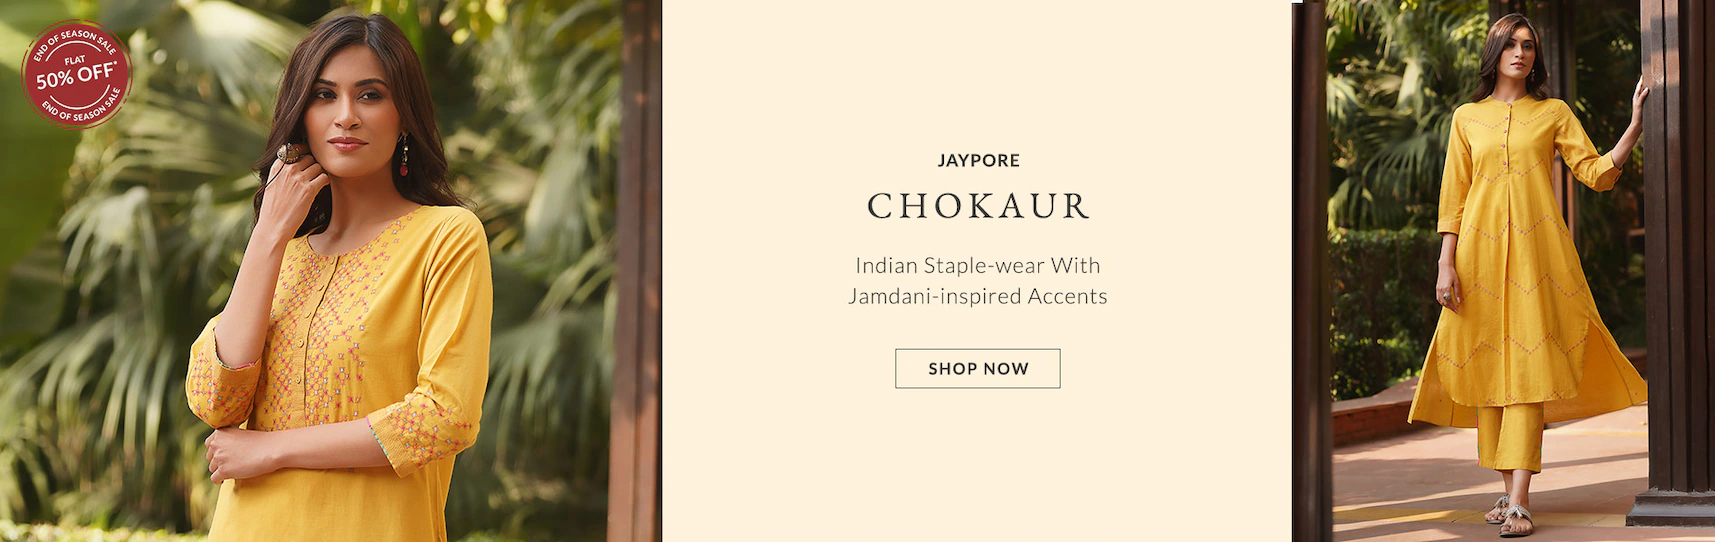 END OF SEASON SALE
FLAT
50% OFF*
END OF SEASON SALE
JAYPORE
CHOKAUR
Indian Staple-wear With
Jamdani-inspired Accents
SHOP NOW